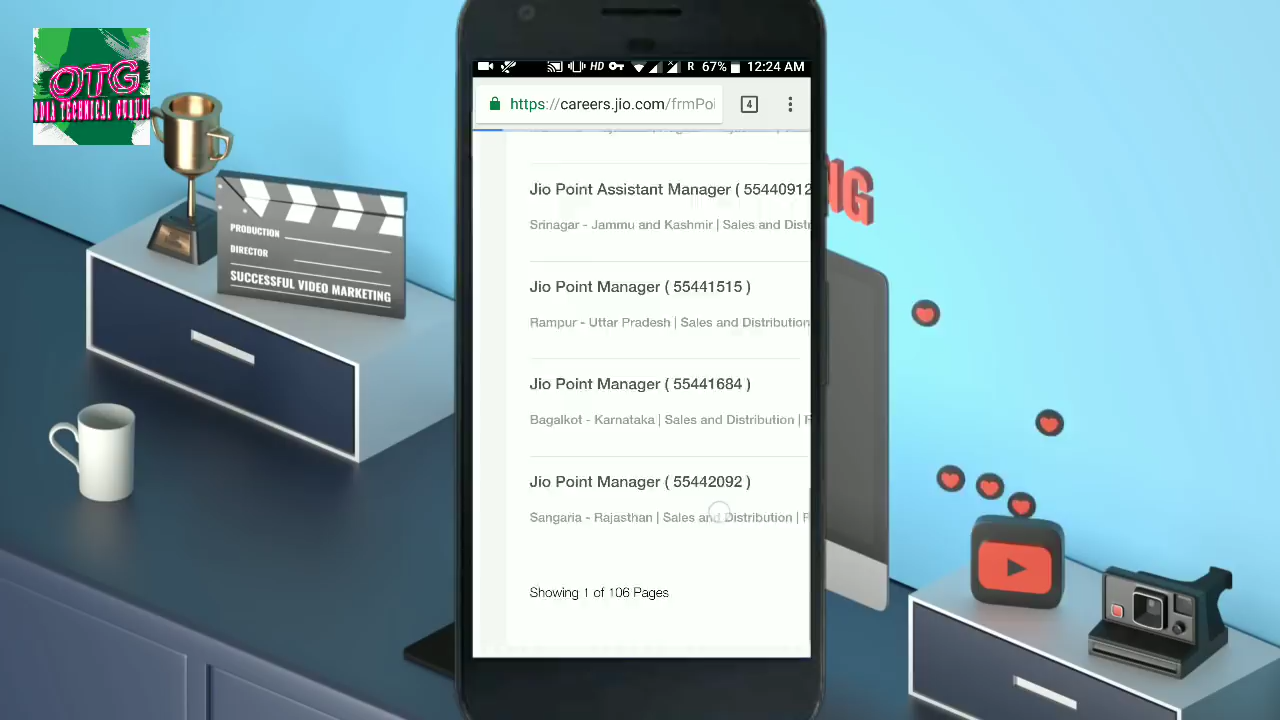 OTG
ODIA TECHNICAL GURUJI
PRODUCTION
DIRECTOR
SUCCESSFUL VIDEO MARKETING
NG
HD R 67% 12:24 AM
https://careers.jio.com/frmPoi
4
Jio Point Assistant Manager ( 55440912
Srinagar - Jammu and Kashmir | Sales and Distr
Jio Point Manager ( 55441515 )
Rampur - Uttar Pradesh | Sales and Distribution
Jio Point Manager ( 55441684 )
Bagalkot - Karnataka | Sales and Distribution | F
Jio Point Manager ( 55442092 )
Sangaria - Rajasthan | Sales and Distribution | F
Showing 1 of 106 Pages